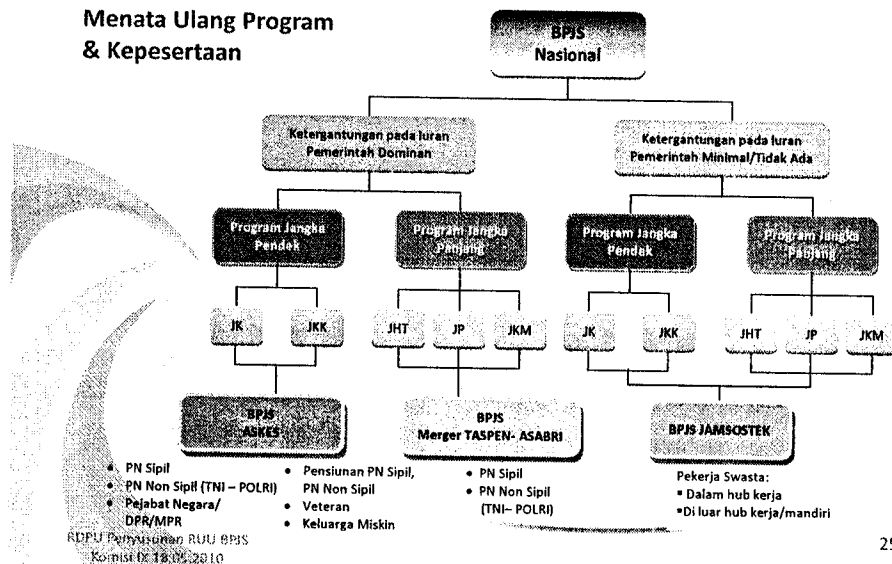 Menata Ulang Program
& Kepesertaan
BPJS
Nasional
Ketergantungan pada Iuran
Pemerintah Dominan
Ketergantungan pada Iuran
Pemerintah Minimal/Tidak Ada
Program Jangka
Pendek
Program Jangka
Panjang
Program Jangka
Pendek
Program Jangka
Panjang
JK
JKK
JHT
JP
JKM
JK
JKK
JHT
JP
JKM
BPJS
ASKES
BPJS
Merger TASPEN- ASABRI
BPJS JAMSOSTEK
• PN Sipil
• PN Non Sipil (TNI – POLRI)
• Pejabat Negara/
DPR/MPR
• Pensiunan PN Sipil,
PN Non Sipil
• Veteran
• Keluarga Miskin
• PN Sipil
• PN Non Sipil
(TNI– POLRI)
Pekerja Swasta:
▪ Dalam hub kerja
▪Di luar hub kerja/mandiri
RDPU Penyusunan RUU BPJS
Komisi IX 18.05.2010